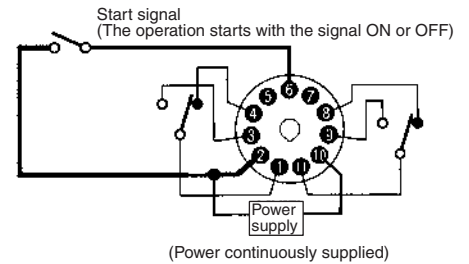 Start signal
(The operation starts with the signal ON or OFF)
6
5 7
4 8
3 9
2 10
1 11
Power
supply
(Power continuously supplied)